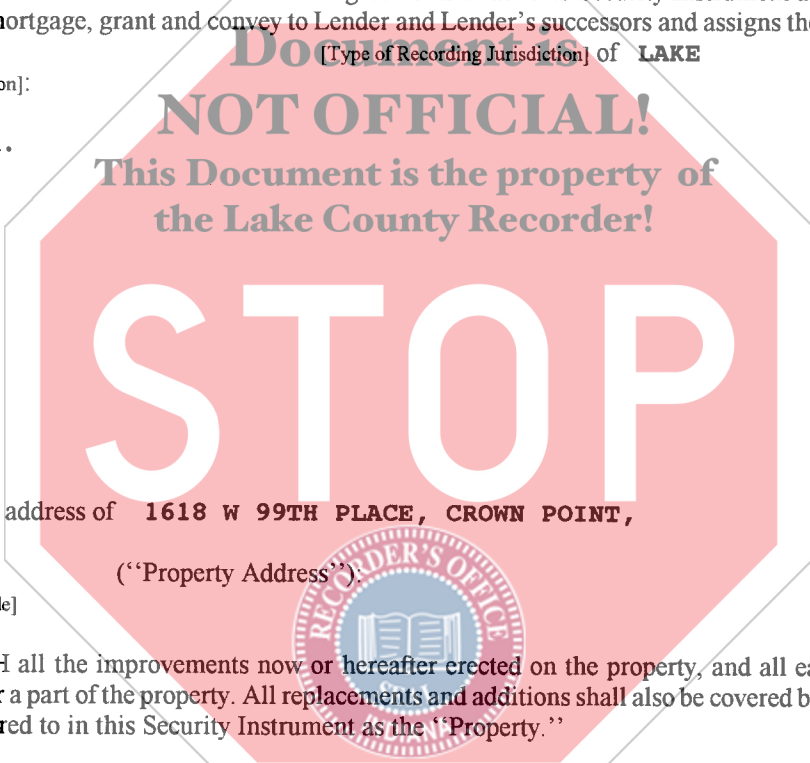 mortgage, grant and convey to Lender and Lender's successors and assigns the
Document is
[Type of Recording Jurisdiction] of LAKE
on]:
NOT OFFICIAL!
This Document is the property of
the Lake County Recorder!
STOP
address of 1618 W 99TH PLACE, CROWN POINT,
(‘‘Property Address’’):
le]
RECORDER'S OFFICE
H all the improvements now or hereafter erected on the property, and all ea
a part of the property. All replacements and additions shall also be covered b
red to in this Security Instrument as the ‘‘Property.’’
INDIANA